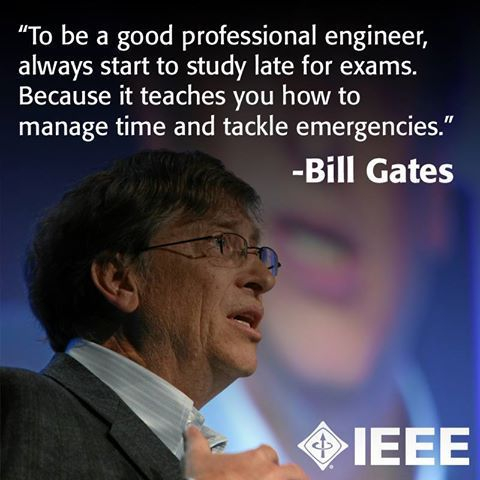 “To be a good professional engineer,
always start to study late for exams.
Because it teaches you how to
manage time and tackle emergencies.”
-Bill Gates
IEEE